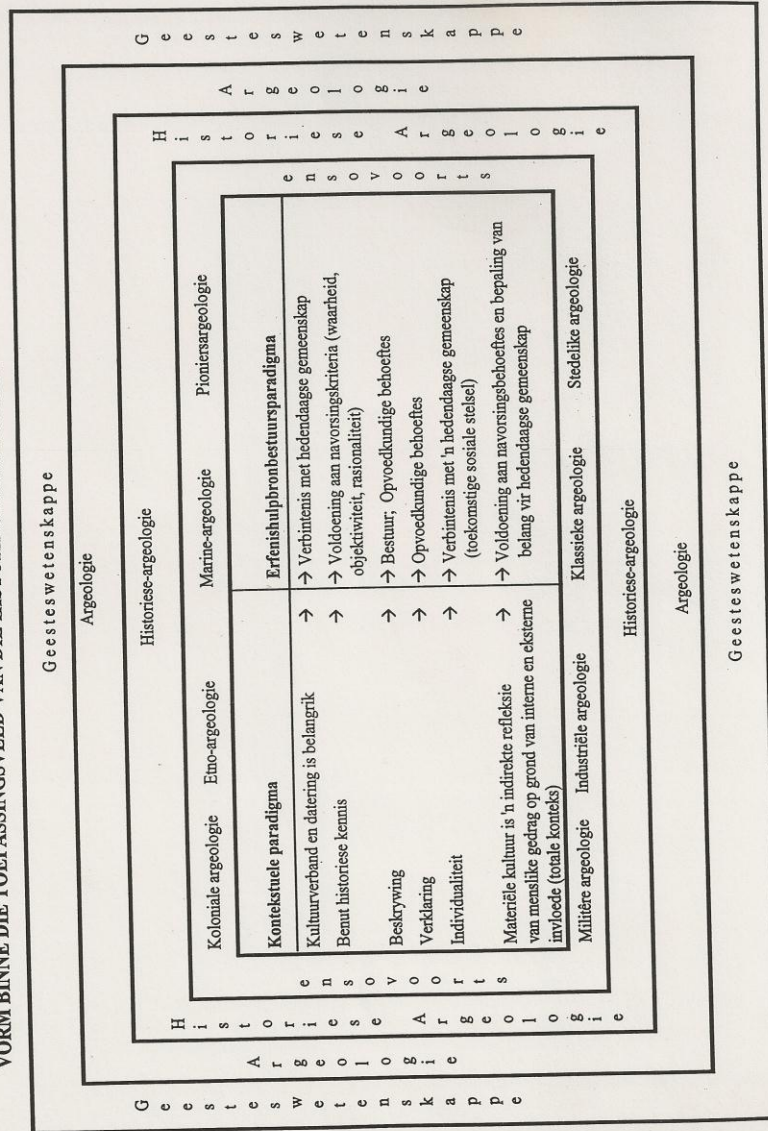 VORM BINNE DIE TOEPASSINGSVELD VAN DIE
Geesteswetenskappe
Argeologie
Historiese-argeologie
Koloniale argeologie Etno-argeologie Marine-argeologie Pioniersargeologie
Geesteswetenskappe
Argeologie
Historiese Argeologie
ensovoorts
Kontekstuele paradigma
Erfenishulpbronbestuursparadigma
Kultuurverband en datering is belangrik → → Verbintenis met hedendaagse gemeenskap
Benut historiese kennis → → Voldoening aan navorsingskriteria (waarheid,
objektiwiteit, rasionaliteit)
Beskrywing → → Bestuur; Opvoedkundige behoeftes
Verklaring → → Opvoedkundige behoeftes
Individualiteit → → Verbintenis met 'n hedendaagse gemeenskap
(toekomstige sosiale stelsel)
Materiële kultuur is 'n indirekte refleksie → → Voldoening aan navorsingsbehoeftes en bepaling van
van menslike gedrag op grond van interne en eksterne belang vir hedendaagse gemeenskap
invloede (totale konteks)
ensovoorts
Historiese Argeologie
Argeologie
Geesteswetenskappe
Militêre argeologie Industriële argeologie Klassieke argeologie Stedelike argeologie
Historiese-argeologie
Argeologie
Geesteswetenskappe